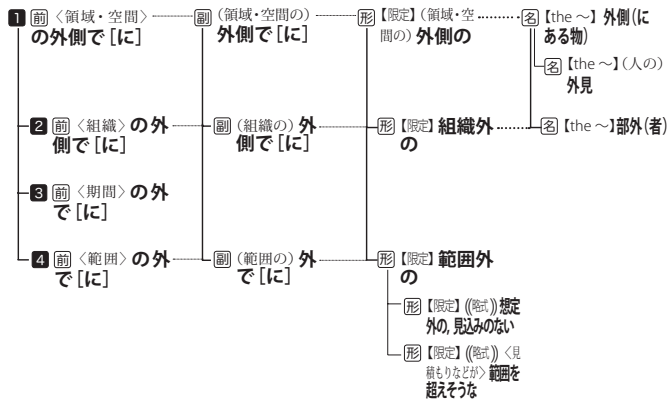 1 前〈領域・空間〉の外側で[に]
副(領域・空間の)外側で[に]
形【限定】(領域・空間の)外側の
名【the ～】外側(にある物)
名【the ～】(人の)外見
2 前〈組織〉の外側で[に]
副(組織の)外側で[に]
形【限定】組織外の
名【the ～】部外(者)
3 前〈期間〉の外で[に]
4 前〈範囲〉の外で[に]
副(範囲の)外で[に]
形【限定】範囲外の
形【限定】((略式))想定外の, 見込みのない
形【限定】((略式))〈見積もりなどが〉範囲を超えそうな